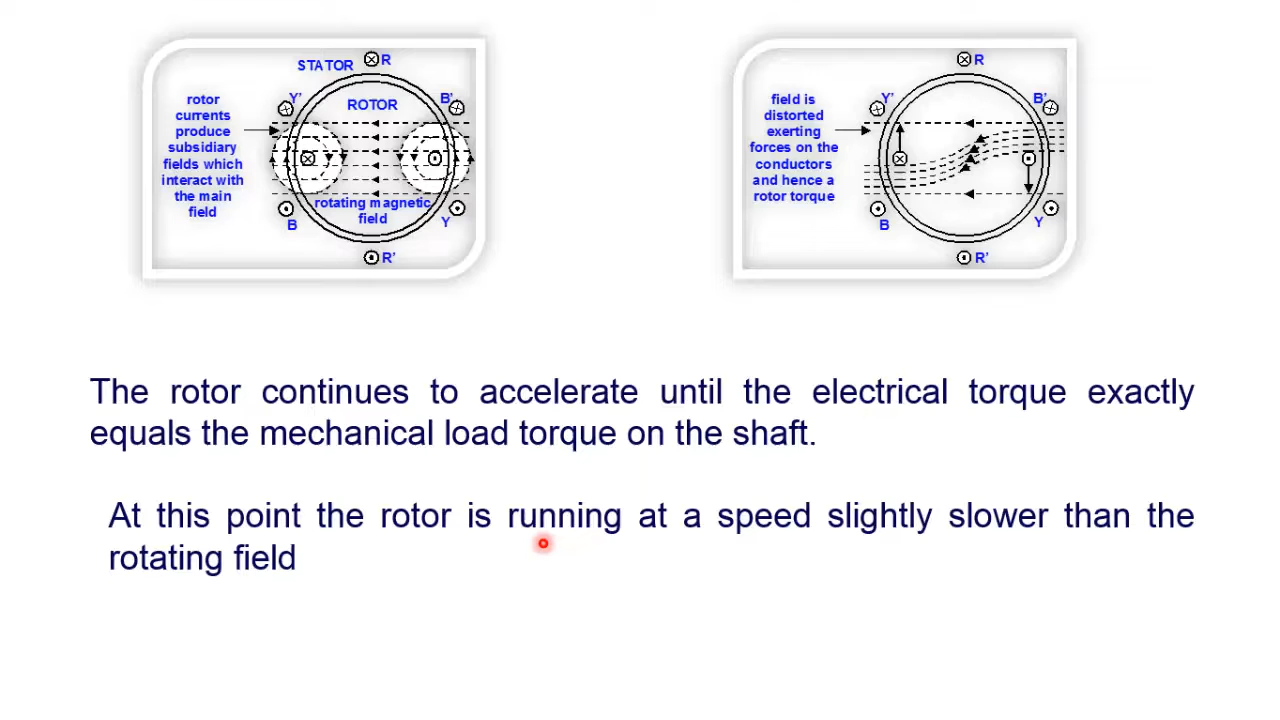 STATOR
R
Y'
B'
ROTOR
rotor
currents
produce
subsidiary
fields which
interact with
the main
field
rotating magnetic
field
B
Y
R'
R
Y'
B'
field is
distorted
exerting
forces on the
conductors
and hence a
rotor torque
B
Y
R'
The rotor continues to accelerate until the electrical torque exactly
equals the mechanical load torque on the shaft.
At this point the rotor is running at a speed slightly slower than the
rotating field